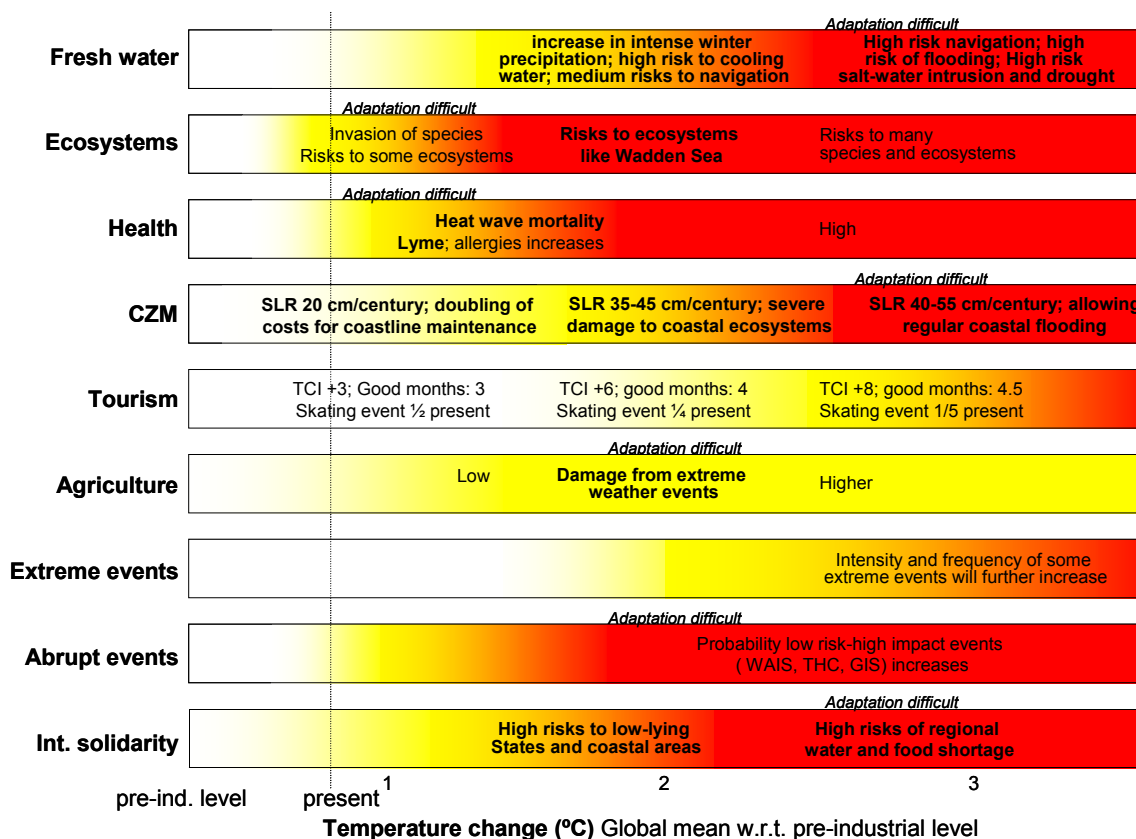 Adaptation difficult
Fresh water
increase in intense winter
precipitation; high risk to cooling
water; medium risks to navigation
High risk navigation; high
risk of flooding; High risk
salt-water intrusion and drought
Adaptation difficult
Ecosystems
Invasion of species
Risks to some ecosystems
Risks to ecosystems
like Wadden Sea
Risks to many
species and ecosystems
Adaptation difficult
Health
Heat wave mortality
Lyme; allergies increases
High
Adaptation difficult
CZM
SLR 20 cm/century; doubling of
costs for coastline maintenance
SLR 35-45 cm/century; severe
damage to coastal ecosystems
SLR 40-55 cm/century; allowing
regular coastal flooding
Tourism
TCI +3; Good months: 3
Skating event ½ present
TCI +6; good months: 4
Skating event ¼ present
TCI +8; good months: 4.5
Skating event 1/5 present
Adaptation difficult
Agriculture
Low
Damage from extreme
weather events
Higher
Extreme events
Intensity and frequency of some
extreme events will further increase
Adaptation difficult
Abrupt events
Probability low risk-high impact events
( WAIS, THC, GIS) increases
Adaptation difficult
Int. solidarity
High risks to low-lying
States and coastal areas
High risks of regional
water and food shortage
1 2 3
pre-ind. level present
Temperature change (ºC) Global mean w.r.t. pre-industrial level